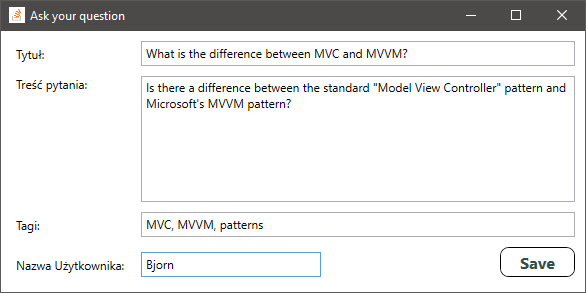 Ask your question
Tytuł:
What is the difference between MVC and MVVM?
Treść pytania:
Is there a difference between the standard "Model View Controller" pattern and
Microsoft's MVVM pattern?
Tagi:
MVC, MVVM, patterns
Nazwa Użytkownika:
Bjorn
Save